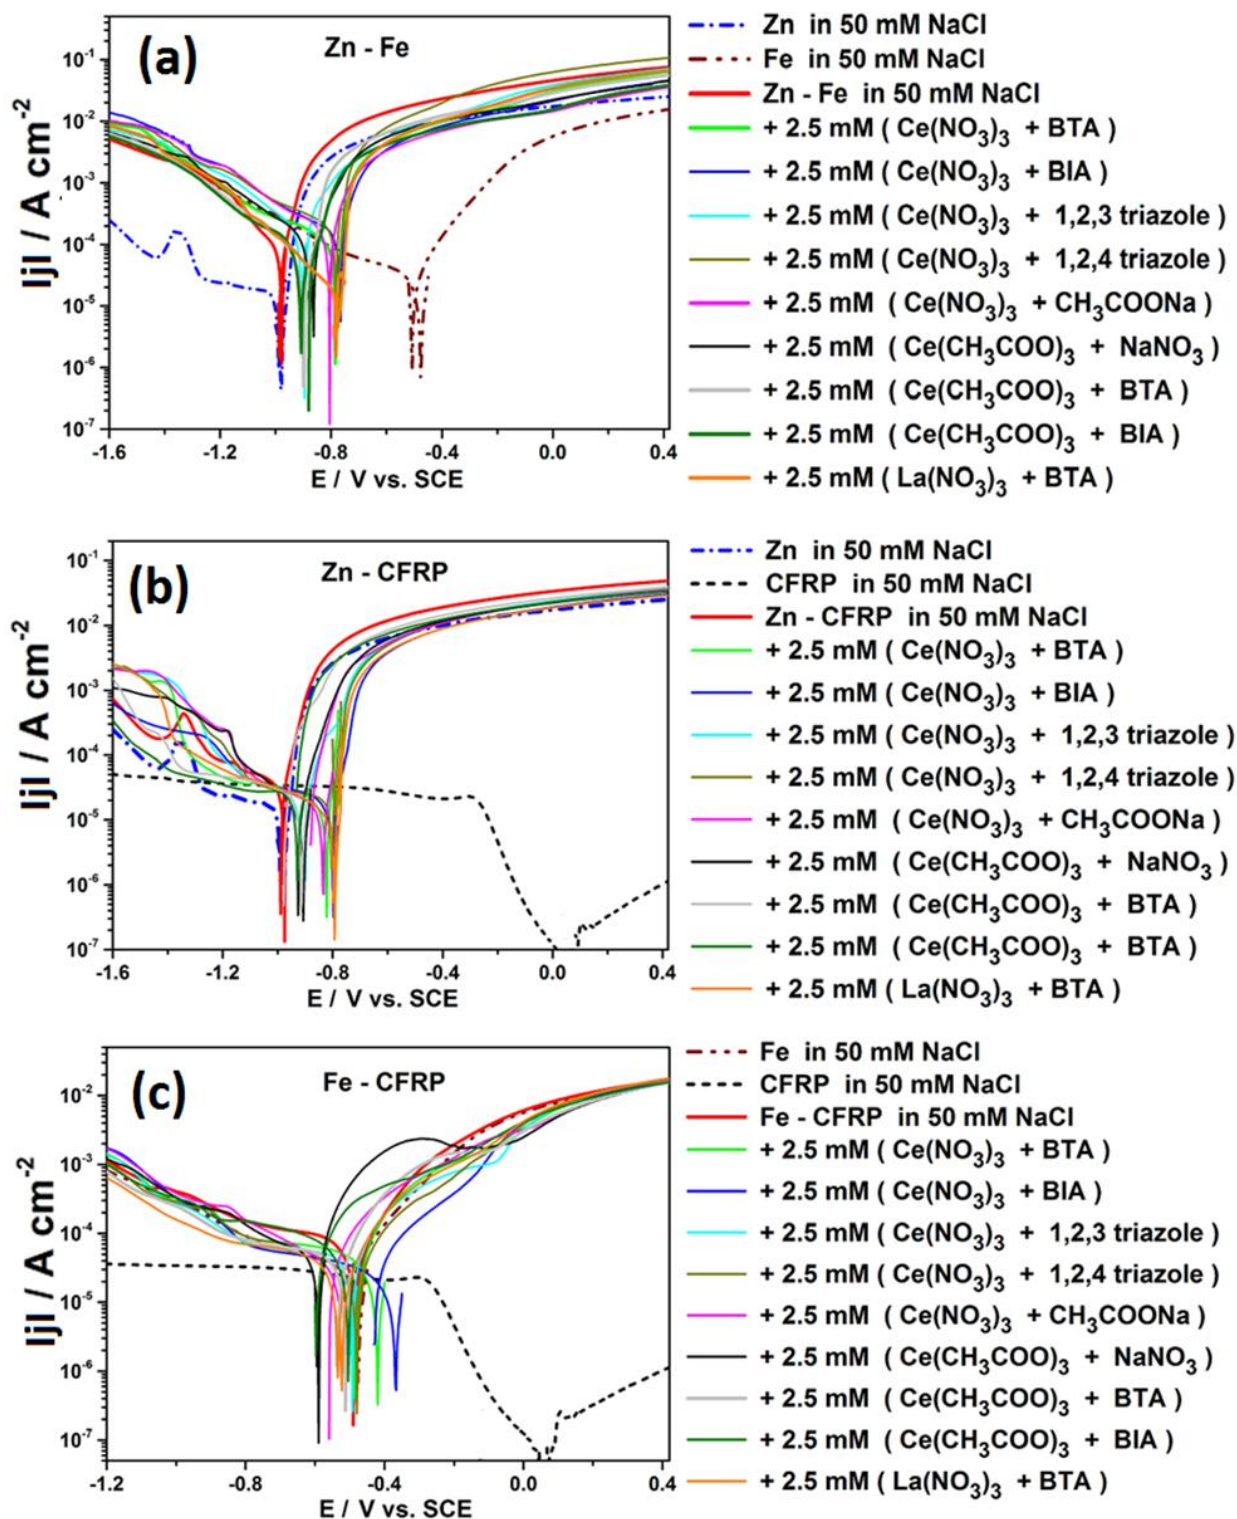 (a)
Zn - Fe
10⁻¹
10⁻²
10⁻³
10⁻⁴
10⁻⁵
10⁻⁶
10⁻⁷
IjI / A cm⁻²
-1.6 -1.2 -0.8 -0.4 0.0 0.4
E / V vs. SCE
Zn in 50 mM NaCl
Fe in 50 mM NaCl
Zn - Fe in 50 mM NaCl
+ 2.5 mM ( Ce(NO₃)₃ + BTA )
+ 2.5 mM ( Ce(NO₃)₃ + BIA )
+ 2.5 mM ( Ce(NO₃)₃ + 1,2,3 triazole )
+ 2.5 mM ( Ce(NO₃)₃ + 1,2,4 triazole )
+ 2.5 mM ( Ce(NO₃)₃ + CH₃COONa )
+ 2.5 mM ( Ce(CH₃COO)₃ + NaNO₃ )
+ 2.5 mM ( Ce(CH₃COO)₃ + BTA )
+ 2.5 mM ( Ce(CH₃COO)₃ + BIA )
+ 2.5 mM ( La(NO₃)₃ + BTA )
(b)
Zn - CFRP
10⁻¹
10⁻²
10⁻³
10⁻⁴
10⁻⁵
10⁻⁶
10⁻⁷
IjI / A cm⁻²
-1.6 -1.2 -0.8 -0.4 0.0 0.4
E / V vs. SCE
Zn in 50 mM NaCl
CFRP in 50 mM NaCl
Zn - CFRP in 50 mM NaCl
+ 2.5 mM ( Ce(NO₃)₃ + BTA )
+ 2.5 mM ( Ce(NO₃)₃ + BIA )
+ 2.5 mM ( Ce(NO₃)₃ + 1,2,3 triazole )
+ 2.5 mM ( Ce(NO₃)₃ + 1,2,4 triazole )
+ 2.5 mM ( Ce(NO₃)₃ + CH₃COONa )
+ 2.5 mM ( Ce(CH₃COO)₃ + NaNO₃ )
+ 2.5 mM ( Ce(CH₃COO)₃ + BTA )
+ 2.5 mM ( Ce(CH₃COO)₃ + BTA )
+ 2.5 mM ( La(NO₃)₃ + BTA )
(c)
Fe - CFRP
10⁻²
10⁻³
10⁻⁴
10⁻⁵
10⁻⁶
10⁻⁷
IjI / A cm⁻²
-1.2 -0.8 -0.4 0.0 0.4
E / V vs. SCE
Fe in 50 mM NaCl
CFRP in 50 mM NaCl
Fe - CFRP in 50 mM NaCl
+ 2.5 mM ( Ce(NO₃)₃ + BTA )
+ 2.5 mM ( Ce(NO₃)₃ + BIA )
+ 2.5 mM ( Ce(NO₃)₃ + 1,2,3 triazole )
+ 2.5 mM ( Ce(NO₃)₃ + 1,2,4 triazole )
+ 2.5 mM ( Ce(NO₃)₃ + CH₃COONa )
+ 2.5 mM ( Ce(CH₃COO)₃ + NaNO₃ )
+ 2.5 mM ( Ce(CH₃COO)₃ + BTA )
+ 2.5 mM ( Ce(CH₃COO)₃ + BIA )
+ 2.5 mM ( La(NO₃)₃ + BTA )